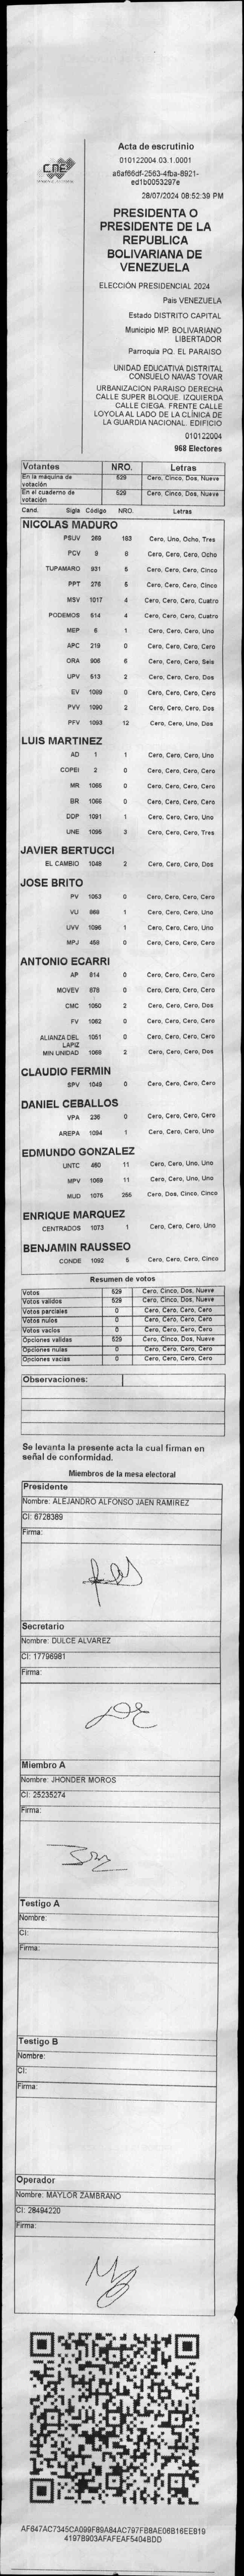 CNE
Acta de escrutinio
010122004.03.1.0001
a6af66df-2563-4fba-8921-
ed1b0053297e
28/07/2024 08:52:39 PM
PRESIDENTA O
PRESIDENTE DE LA
REPUBLICA
BOLIVARIANA DE
VENEZUELA
ELECCIÓN PRESIDENCIAL 2024
Pais VENEZUELA
Estado DISTRITO CAPITAL
Municipio MP. BOLIVARIANO
LIBERTADOR
Parroquia PQ. EL PARAISO
UNIDAD EDUCATIVA DISTRITAL
CONSUELO NAVAS TOVAR
URBANIZACION PARAISO DERECHA
CALLE SUPER BLOQUE. IZQUIERDA
CALLE CIEGA. FRENTE CALLE
LOYOLA AL LADO DE LA CLÍNICA DE
LA GUARDIA NACIONAL. EDIFICIO
010122004
968 Electores
Votantes NRO. Letras
En la máquina de votación 529 Cero, Cinco, Dos, Nueve
En el cuaderno de votación 529 Cero, Cinco, Dos, Nueve
Cand. Sigla Código NRO. Letras
NICOLAS MADURO
PSUV 269 183 Cero, Uno, Ocho, Tres
PCV 9 8 Cero, Cero, Cero, Ocho
TUPAMARO 931 5 Cero, Cero, Cero, Cinco
PPT 276 5 Cero, Cero, Cero, Cinco
MSV 1017 4 Cero, Cero, Cero, Cuatro
PODEMOS 614 4 Cero, Cero, Cero, Cuatro
MEP 6 1 Cero, Cero, Cero, Uno
APC 219 0 Cero, Cero, Cero, Cero
ORA 906 6 Cero, Cero, Cero, Seis
UPV 613 2 Cero, Cero, Cero, Dos
EV 1099 0 Cero, Cero, Cero, Cero
PVV 1090 2 Cero, Cero, Cero, Dos
PFV 1093 12 Cero, Cero, Uno, Dos
LUIS MARTINEZ
AD 1 1 Cero, Cero, Cero, Uno
COPEI 2 0 Cero, Cero, Cero, Cero
MR 1065 0 Cero, Cero, Cero, Cero
BR 1066 0 Cero, Cero, Cero, Cero
DDP 1091 1 Cero, Cero, Cero, Uno
UNE 1095 3 Cero, Cero, Cero, Tres
JAVIER BERTUCCI
EL CAMBIO 1048 2 Cero, Cero, Cero, Dos
JOSE BRITO
PV 1053 0 Cero, Cero, Cero, Cero
VU 868 1 Cero, Cero, Cero, Uno
UVV 1096 1 Cero, Cero, Cero, Uno
MPJ 458 0 Cero, Cero, Cero, Cero
ANTONIO ECARRI
AP 814 0 Cero, Cero, Cero, Cero
MOVEV 678 0 Cero, Cero, Cero, Cero
CMC 1050 2 Cero, Cero, Cero, Dos
FV 1062 0 Cero, Cero, Cero, Cero
ALIANZA DEL LAPIZ 1051 0 Cero, Cero, Cero, Cero
MIN UNIDAD 1068 2 Cero, Cero, Cero, Dos
CLAUDIO FERMIN
SPV 1049 0 Cero, Cero, Cero, Cero
DANIEL CEBALLOS
VPA 236 0 Cero, Cero, Cero, Cero
AREPA 1094 1 Cero, Cero, Cero, Uno
EDMUNDO GONZALEZ
UNTC 460 11 Cero, Cero, Uno, Uno
MPV 1069 11 Cero, Cero, Uno, Uno
MUD 1076 255 Cero, Dos, Cinco, Cinco
ENRIQUE MARQUEZ
CENTRADOS 1073 1 Cero, Cero, Cero, Uno
BENJAMIN RAUSSEO
CONDE 1092 5 Cero, Cero, Cero, Cinco
Resumen de votos
Votos 529 Cero, Cinco, Dos, Nueve
Votos validos 529 Cero, Cinco, Dos, Nueve
Votos parciales 0 Cero, Cero, Cero, Cero
Votos nulos 0 Cero, Cero, Cero, Cero
Votos vacios 0 Cero, Cero, Cero, Cero
Opciones validas 529 Cero, Cinco, Dos, Nueve
Opciones nulas 0 Cero, Cero, Cero, Cero
Opciones vacias 0 Cero, Cero, Cero, Cero
Observaciones:
Se levanta la presente acta la cual firman en
señal de conformidad.
Miembros de la mesa electoral
Presidente
Nombre: ALEJANDRO ALFONSO JAEN RAMIREZ
CI: 6728389
Firma:
Secretario
Nombre: DULCE ALVAREZ
CI: 17796981
Firma:
Miembro A
Nombre: JHONDER MOROS
CI: 25235274
Firma:
Testigo A
Nombre:
CI:
Firma:
Testigo B
Nombre:
CI:
Firma:
Operador
Nombre: MAYLOR ZAMBRANO
CI: 28494220
Firma:
AF647AC7345CA099F89A84AC797FB8AE06B16EE819
4197B903AFAFEAF5404BDD